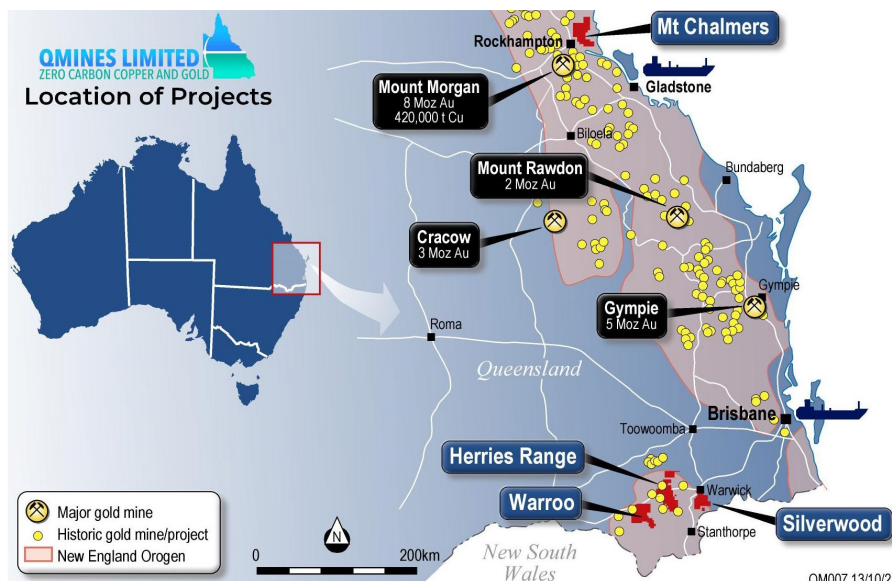 QMINES LIMITED
ZERO CARBON COPPER AND GOLD
Location of Projects
Mt Chalmers
Rockhampton
Mount Morgan
8 Moz Au
420,000 t Cu
Gladstone
Biloela
Mount Rawdon
2 Moz Au
Bundaberg
Cracow
3 Moz Au
Gympie
Gympie
5 Moz Au
Roma
Queensland
Brisbane
Toowoomba
Herries Range
Warwick
Warroo
Silverwood
Stanthorpe
New South
Wales
Major gold mine
Historic gold mine/project
New England Orogen
N
0
200km
QM007 13/10/2